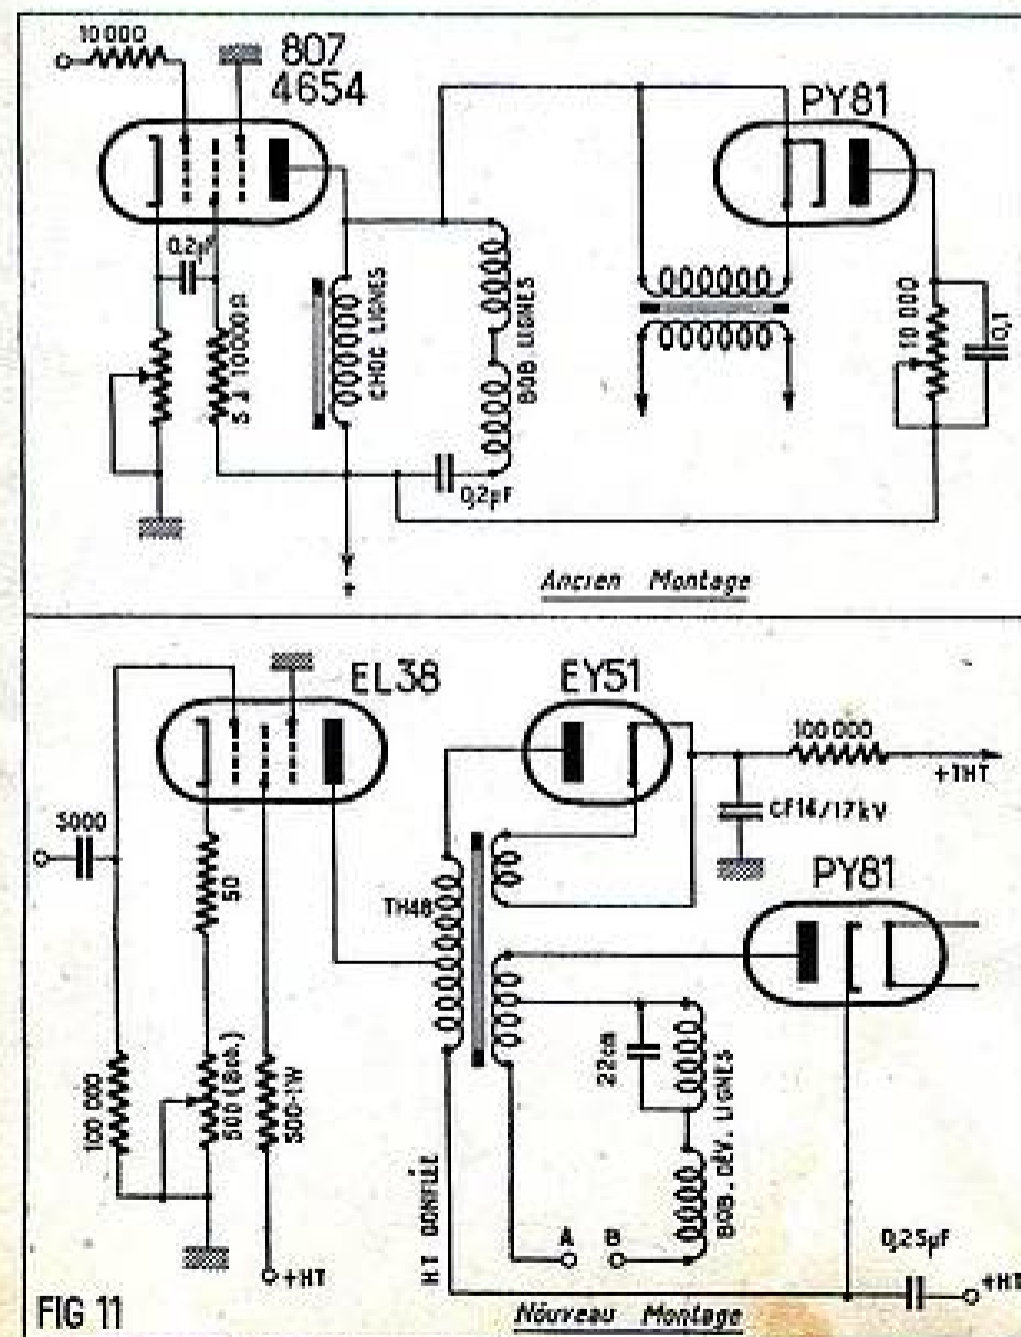 10 000
807
4654
PY81
0,2µF
5 à 10000Ω
CHOC LIGNES
BOB LIGNES
10 000
0,1
0,2µF
+
Ancien Montage
EL38
EY51
100 000
+THT
CF14/17kV
5000
PY81
50
TH48
22cm
100 000
500 (Bob.)
500-1W
BOB. DÉV. LIGNES
HT GONFLÉE
A
B
0,25µF
+HT
+HT
FIG 11
Nouveau Montage